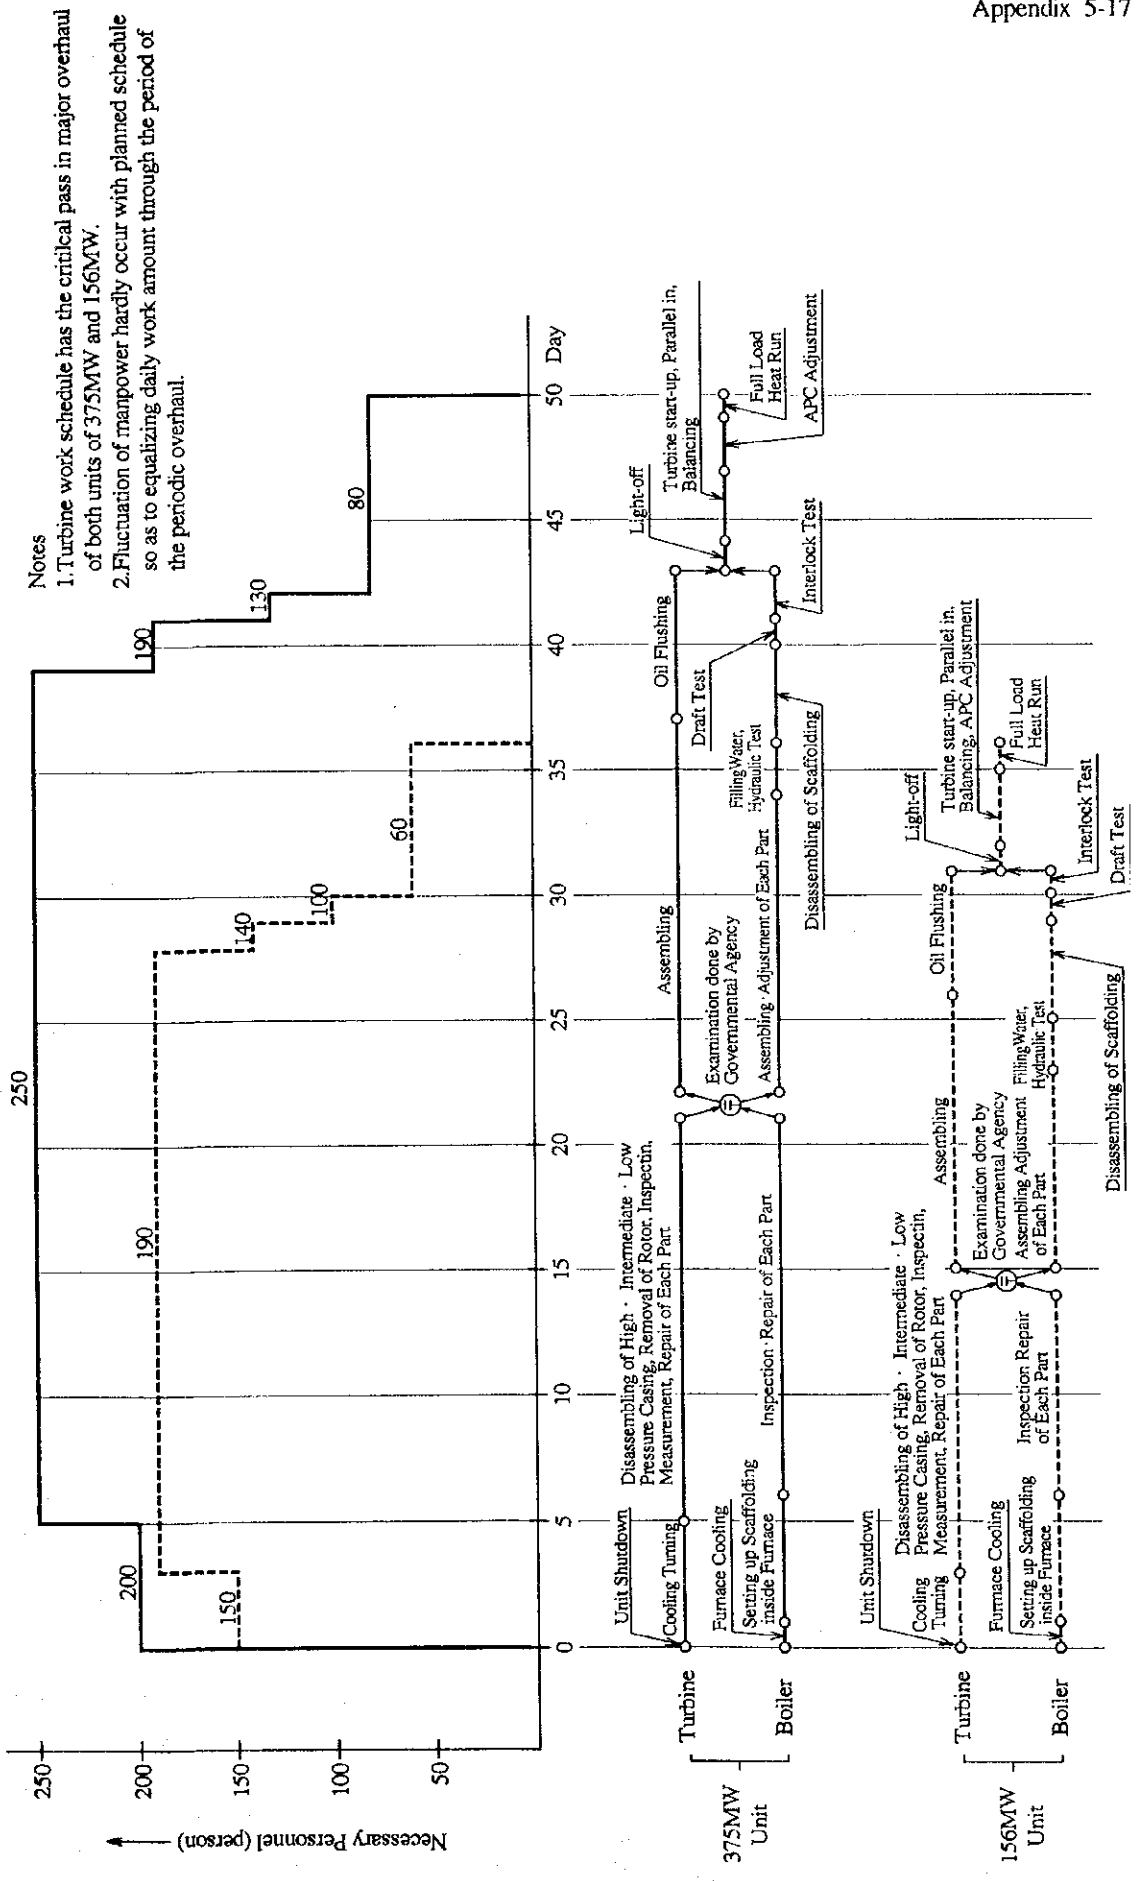 Appendix 5-17
Notes
1.Turbine work schedule has the critilcal pass in major overhaul
of both units of 375MW and 156MW.
2.Fluctuation of manpower hardly occur with planned schedule
so as to equalizing daily work amount through the period of
the periodic overhaul.
Necessary Personnel (person)
250
200
150
100
50
200
250
190
130
80
150
190
140
100
60
0
5
10
15
20
25
30
35
40
45
50
Day
375MW
Unit
Turbine
Unit Shutdown
Cooling Turning
Disassembling of High · Intermediate · Low
Pressure Casing, Removal of Rotor, Inspectin,
Measurement, Repair of Each Part
Assembling
Oil Flushing
Light-off
Turbine start-up, Parallel in,
Balancing
Full Load
Heat Run
APC Adjustment
Examination done by
Governmental Agency
Boiler
Furnace Cooling
Setting up Scaffolding
inside Furnace
Inspection · Repair of Each Part
Assembling · Adjustment of Each Part
Filling Water,
Hydraulic Test
Disassembling of Scaffolding
Draft Test
Interlock Test
156MW
Unit
Turbine
Unit Shutdown
Cooling
Turning
Disassembling of High · Intermediate · Low
Pressure Casing, Removal of Rotor, Inspectin,
Measurement, Repair of Each Part
Assembling
Oil Flushing
Light-off
Turbine start-up, Parallel in,
Balancing, APC Adjustment
Full Load
Heat Run
Examination done by
Governmental Agency
Boiler
Furmace Cooling
Setting up Scaffolding
inside Furnace
Inspection Repair
of Each Part
Assembling Adjustment
of Each Part
Filling Water,
Hydraulic Test
Disassembling of Scaffolding
Interlock Test
Draft Test